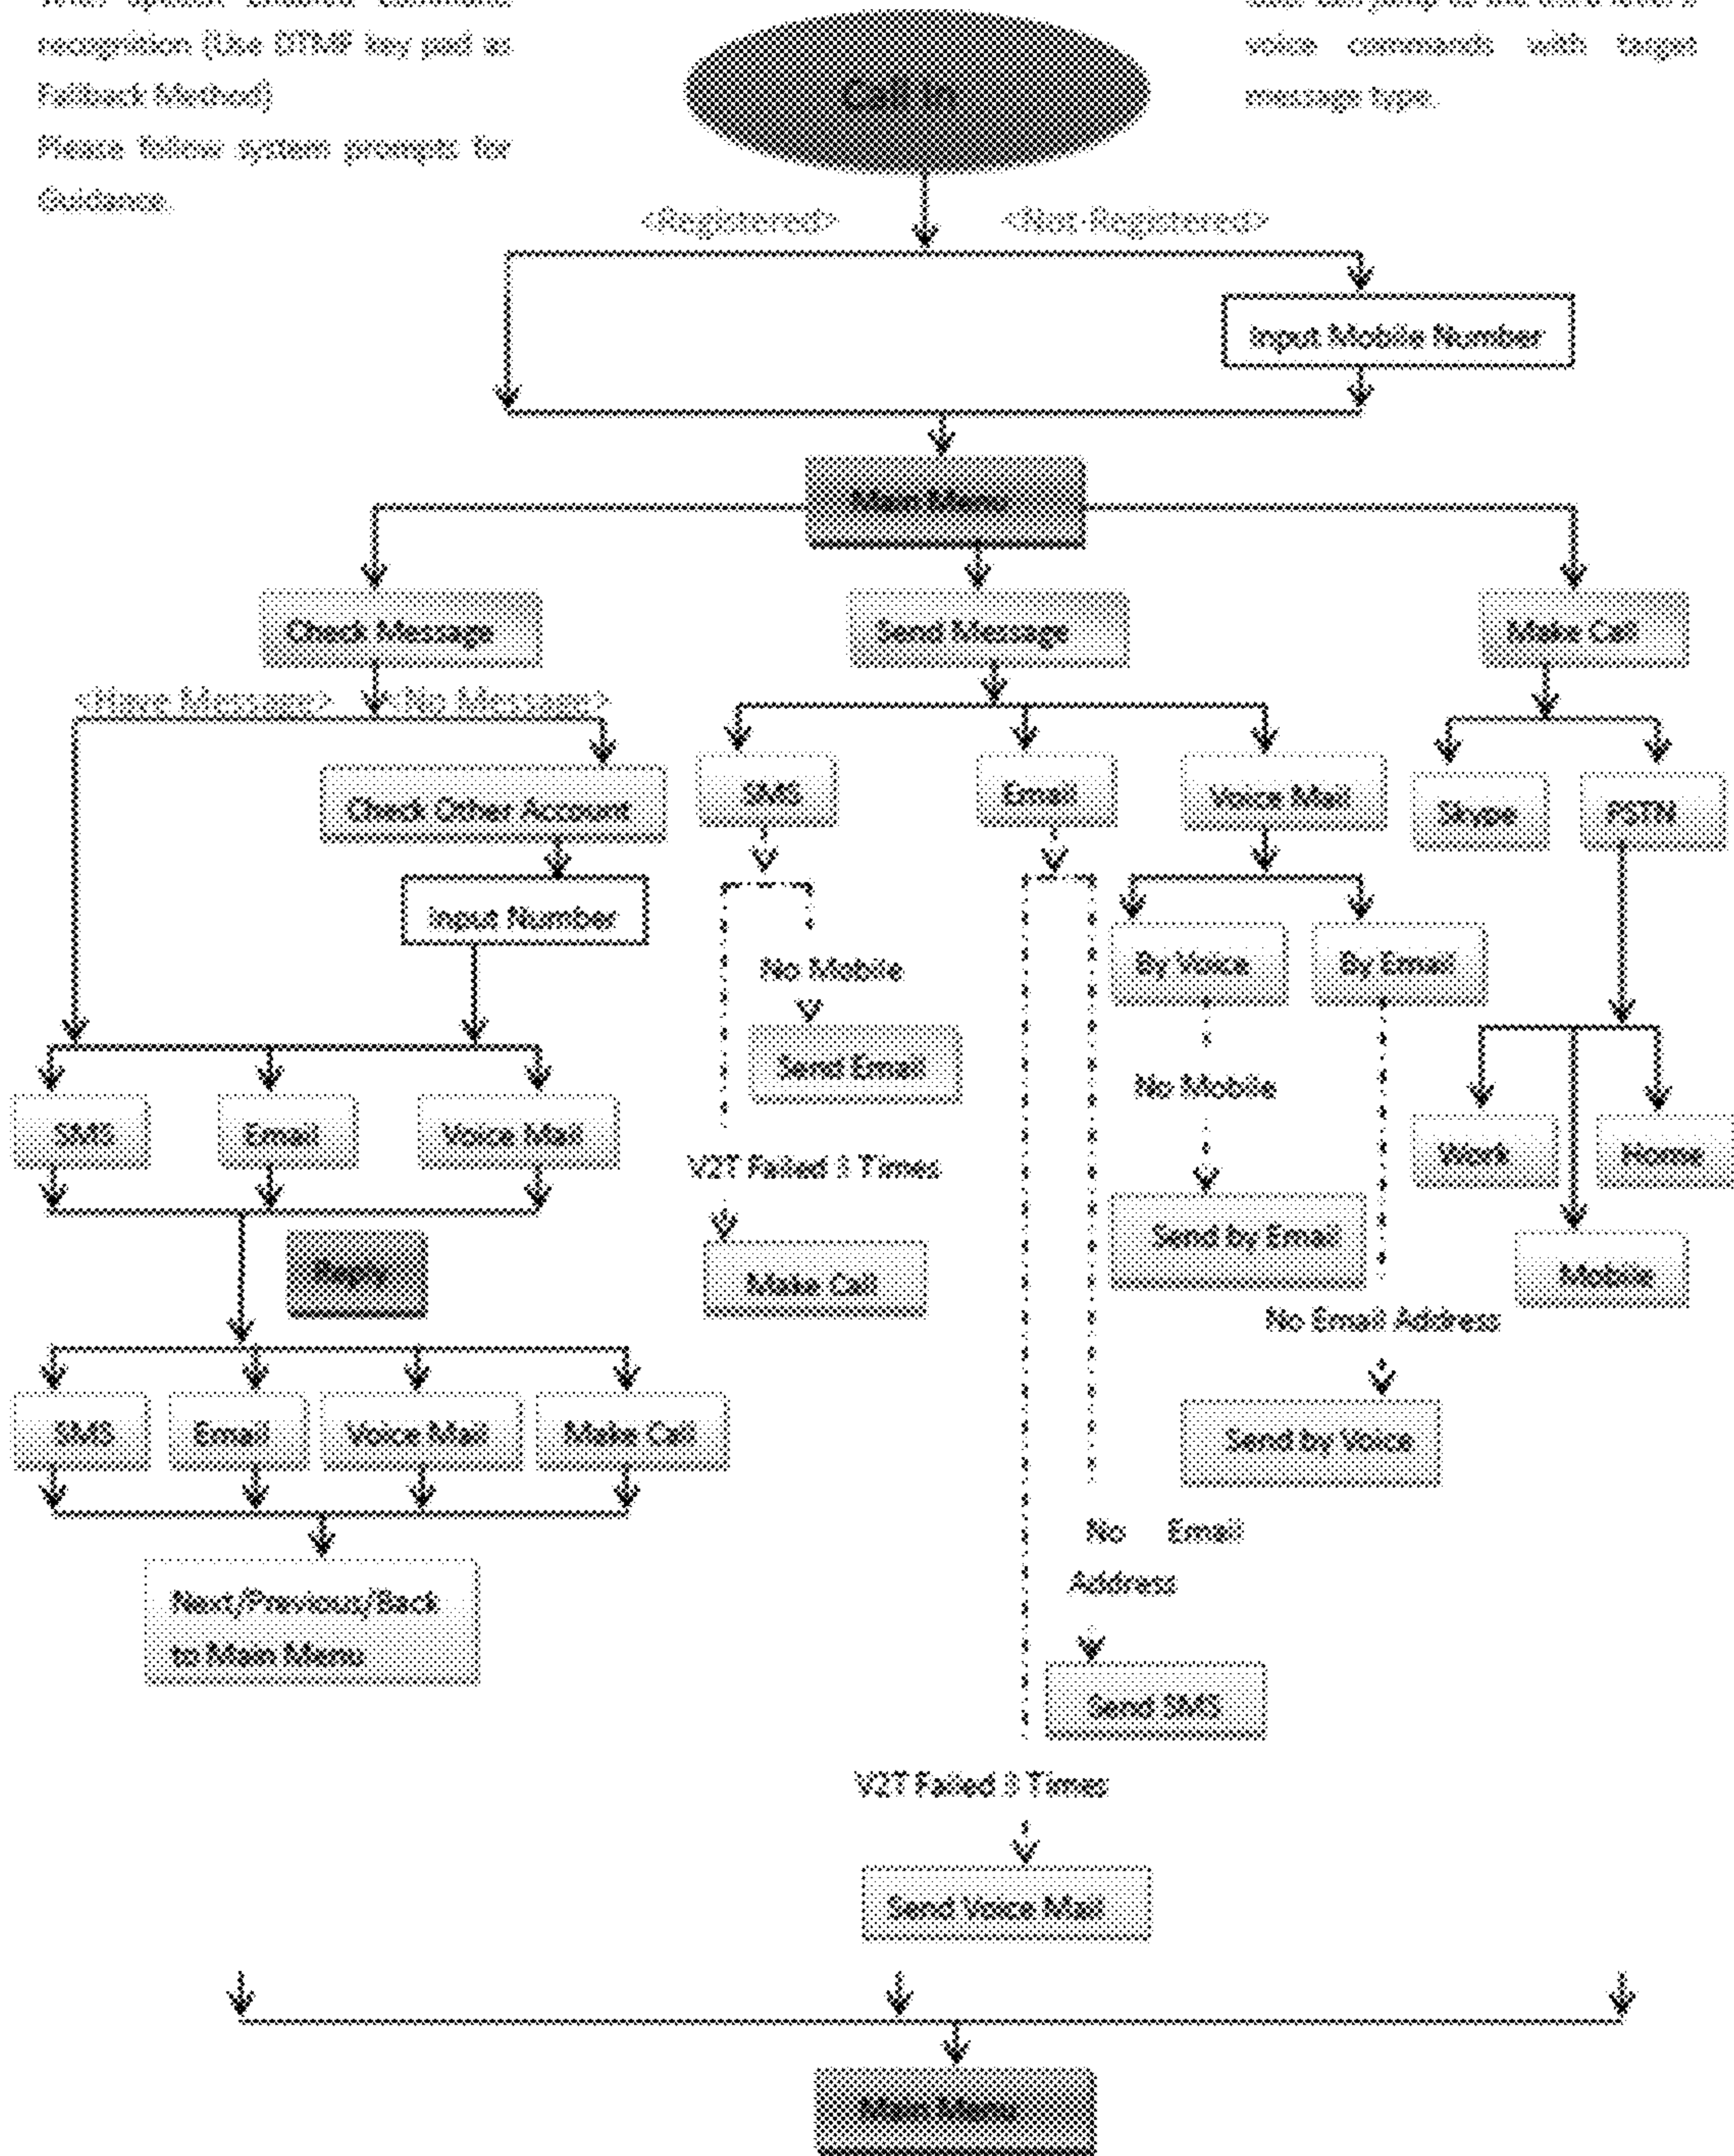 recognition (Use DTMF key pad as
Fallback Method)
Please follow system prompts for
Guidance.
voice commands with target
message type.
Call In
<Registered>
<Not-Registered>
Input Mobile Number
Main Menu
Check Message
Send Message
Make Call
<Have Message>
<No Message>
Check Other Account
SMS
Email
Voice Mail
Skype
PSTN
Input Number
No Mobile
By Voice
By Email
Send Email
No Mobile
SMS
Email
Voice Mail
V2T Failed 3 Times
Work
Home
Reply
Make Call
Send by Email
Mobile
No Email Address
SMS
Email
Voice Mail
Make Call
Send by Voice
No Email
Address
Next/Previous/Back
to Main Menu
Send SMS
V2T Failed 3 Times
Send Voice Mail
Main Menu